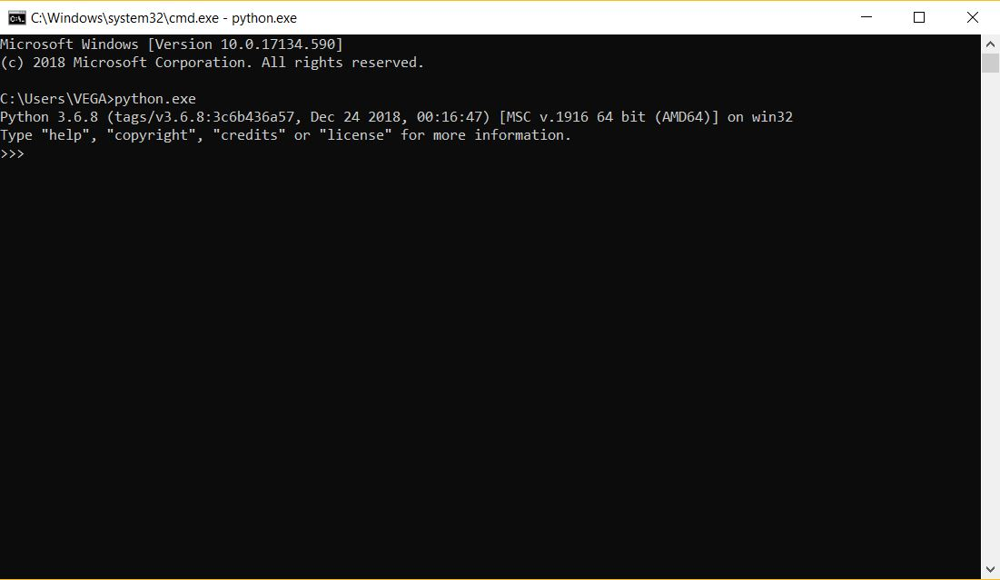 C:\Windows\system32\cmd.exe - python.exe
Microsoft Windows [Version 10.0.17134.590]
(c) 2018 Microsoft Corporation. All rights reserved.
C:\Users\VEGA>python.exe
Python 3.6.8 (tags/v3.6.8:3c6b436a57, Dec 24 2018, 00:16:47) [MSC v.1916 64 bit (AMD64)] on win32
Type "help", "copyright", "credits" or "license" for more information.
>>>